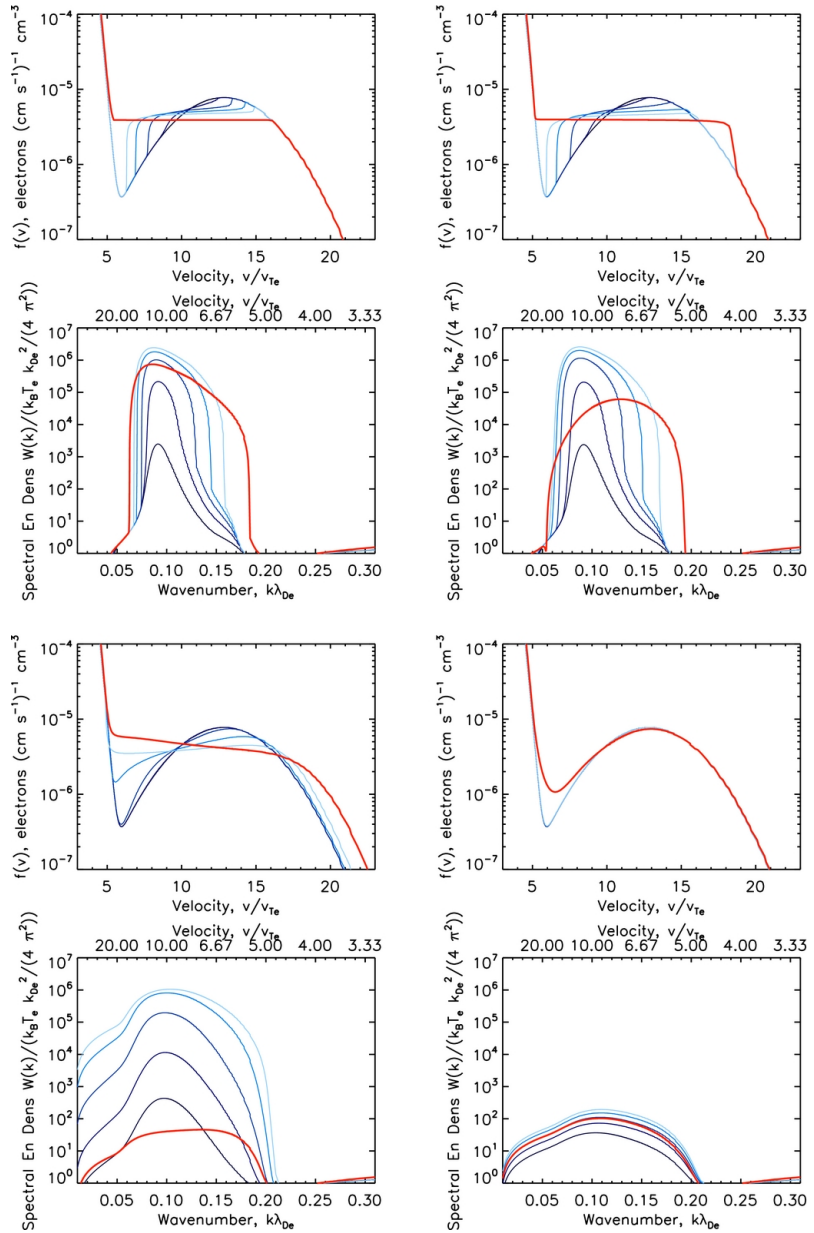 10⁻⁴
10⁻⁵
10⁻⁶
10⁻⁷
f(v), electrons (cm s⁻¹)⁻¹ cm⁻³
5 10 15 20
Velocity, v/v_Te
10⁻⁴
10⁻⁵
10⁻⁶
10⁻⁷
f(v), electrons (cm s⁻¹)⁻¹ cm⁻³
5 10 15 20
Velocity, v/v_Te
Velocity, v/v_Te
20.00 10.00 6.67 5.00 4.00 3.33
10⁷
10⁶
10⁵
10⁴
10³
10²
10¹
10⁰
Spectral En Dens W(k)/(k_BT_e k_De²/(4 π²))
0.05 0.10 0.15 0.20 0.25 0.30
Wavenumber, kλ_De
Velocity, v/v_Te
20.00 10.00 6.67 5.00 4.00 3.33
10⁷
10⁶
10⁵
10⁴
10³
10²
10¹
10⁰
Spectral En Dens W(k)/(k_BT_e k_De²/(4 π²))
0.05 0.10 0.15 0.20 0.25 0.30
Wavenumber, kλ_De
10⁻⁴
10⁻⁵
10⁻⁶
10⁻⁷
f(v), electrons (cm s⁻¹)⁻¹ cm⁻³
5 10 15 20
Velocity, v/v_Te
10⁻⁴
10⁻⁵
10⁻⁶
10⁻⁷
f(v), electrons (cm s⁻¹)⁻¹ cm⁻³
5 10 15 20
Velocity, v/v_Te
Velocity, v/v_Te
20.00 10.00 6.67 5.00 4.00 3.33
10⁷
10⁶
10⁵
10⁴
10³
10²
10¹
10⁰
Spectral En Dens W(k)/(k_BT_e k_De²/(4 π²))
0.05 0.10 0.15 0.20 0.25 0.30
Wavenumber, kλ_De
Velocity, v/v_Te
20.00 10.00 6.67 5.00 4.00 3.33
10⁷
10⁶
10⁵
10⁴
10³
10²
10¹
10⁰
Spectral En Dens W(k)/(k_BT_e k_De²/(4 π²))
0.05 0.10 0.15 0.20 0.25 0.30
Wavenumber, kλ_De